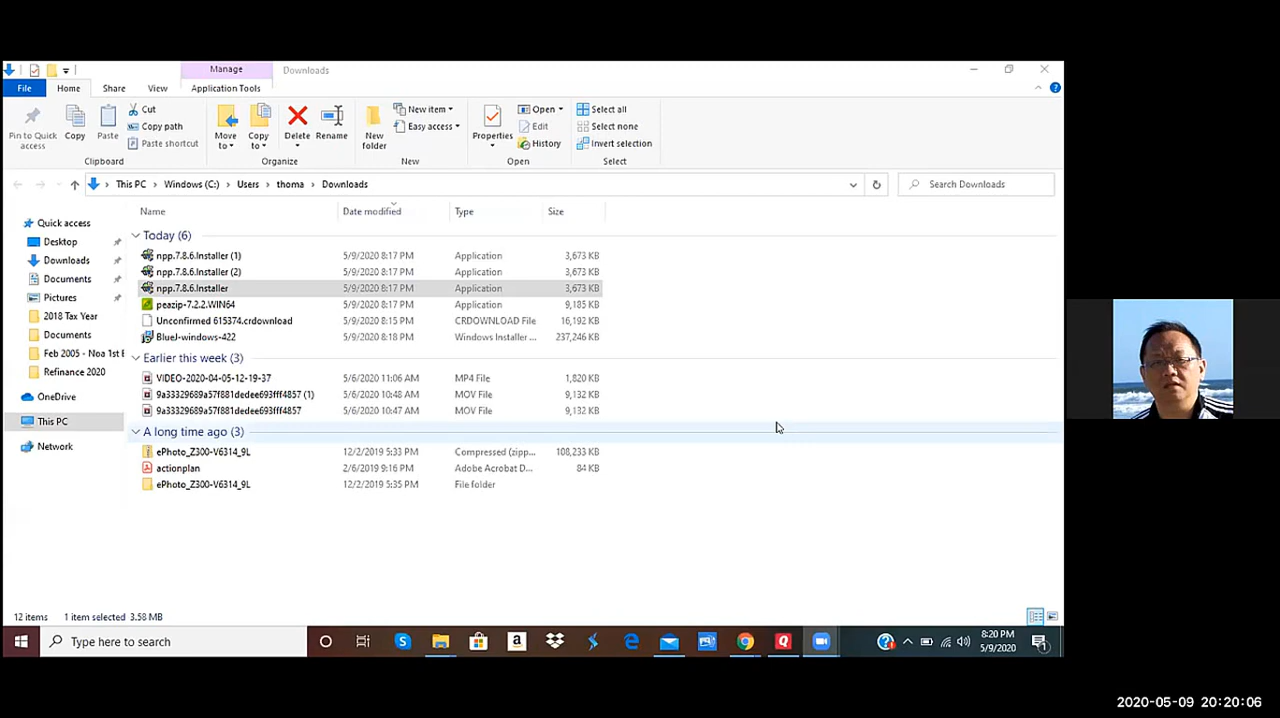 Manage Downloads
File Home Share View Application Tools
Pin to Quick access
Copy
Paste
Cut
Copy path
Paste shortcut
Clipboard
Move to
Copy to
Delete
Rename
Organize
New folder
New item
Easy access
New
Properties
Open
Edit
History
Open
Select all
Select none
Invert selection
Select
This PC > Windows (C:) > Users > thoma > Downloads
Search Downloads
Quick access
Desktop
Downloads
Documents
Pictures
2018 Tax Year
Documents
Feb 2005 - Noa 1st B
Refinance 2020
OneDrive
This PC
Network
Name Date modified Type Size
Today (6)
npp.7.8.6.Installer (1) 5/9/2020 8:17 PM Application 3,673 KB
npp.7.8.6.Installer (2) 5/9/2020 8:17 PM Application 3,673 KB
npp.7.8.6.Installer 5/9/2020 8:17 PM Application 3,673 KB
peazip-7.2.2.WIN64 5/9/2020 8:17 PM Application 9,185 KB
Unconfirmed 615374.crdownload 5/9/2020 8:15 PM CRDOWNLOAD File 16,192 KB
BlueJ-windows-422 5/9/2020 8:18 PM Windows Installer ... 237,246 KB
Earlier this week (3)
VIDEO-2020-04-05-12-19-37 5/6/2020 11:06 AM MP4 File 1,820 KB
9a33329689a57f881dedee693fff4857 (1) 5/6/2020 10:48 AM MOV File 9,132 KB
9a33329689a57f881dedee693fff4857 5/6/2020 10:47 AM MOV File 9,132 KB
A long time ago (3)
ePhoto_Z300-V6314_9L 12/2/2019 5:33 PM Compressed (zipp... 108,233 KB
actionplan 2/6/2019 9:16 PM Adobe Acrobat D... 84 KB
ePhoto_Z300-V6314_9L 12/2/2019 5:35 PM File folder
12 items 1 item selected 3.58 MB
Type here to search
8:20 PM
5/9/2020
2020-05-09 20:20:06